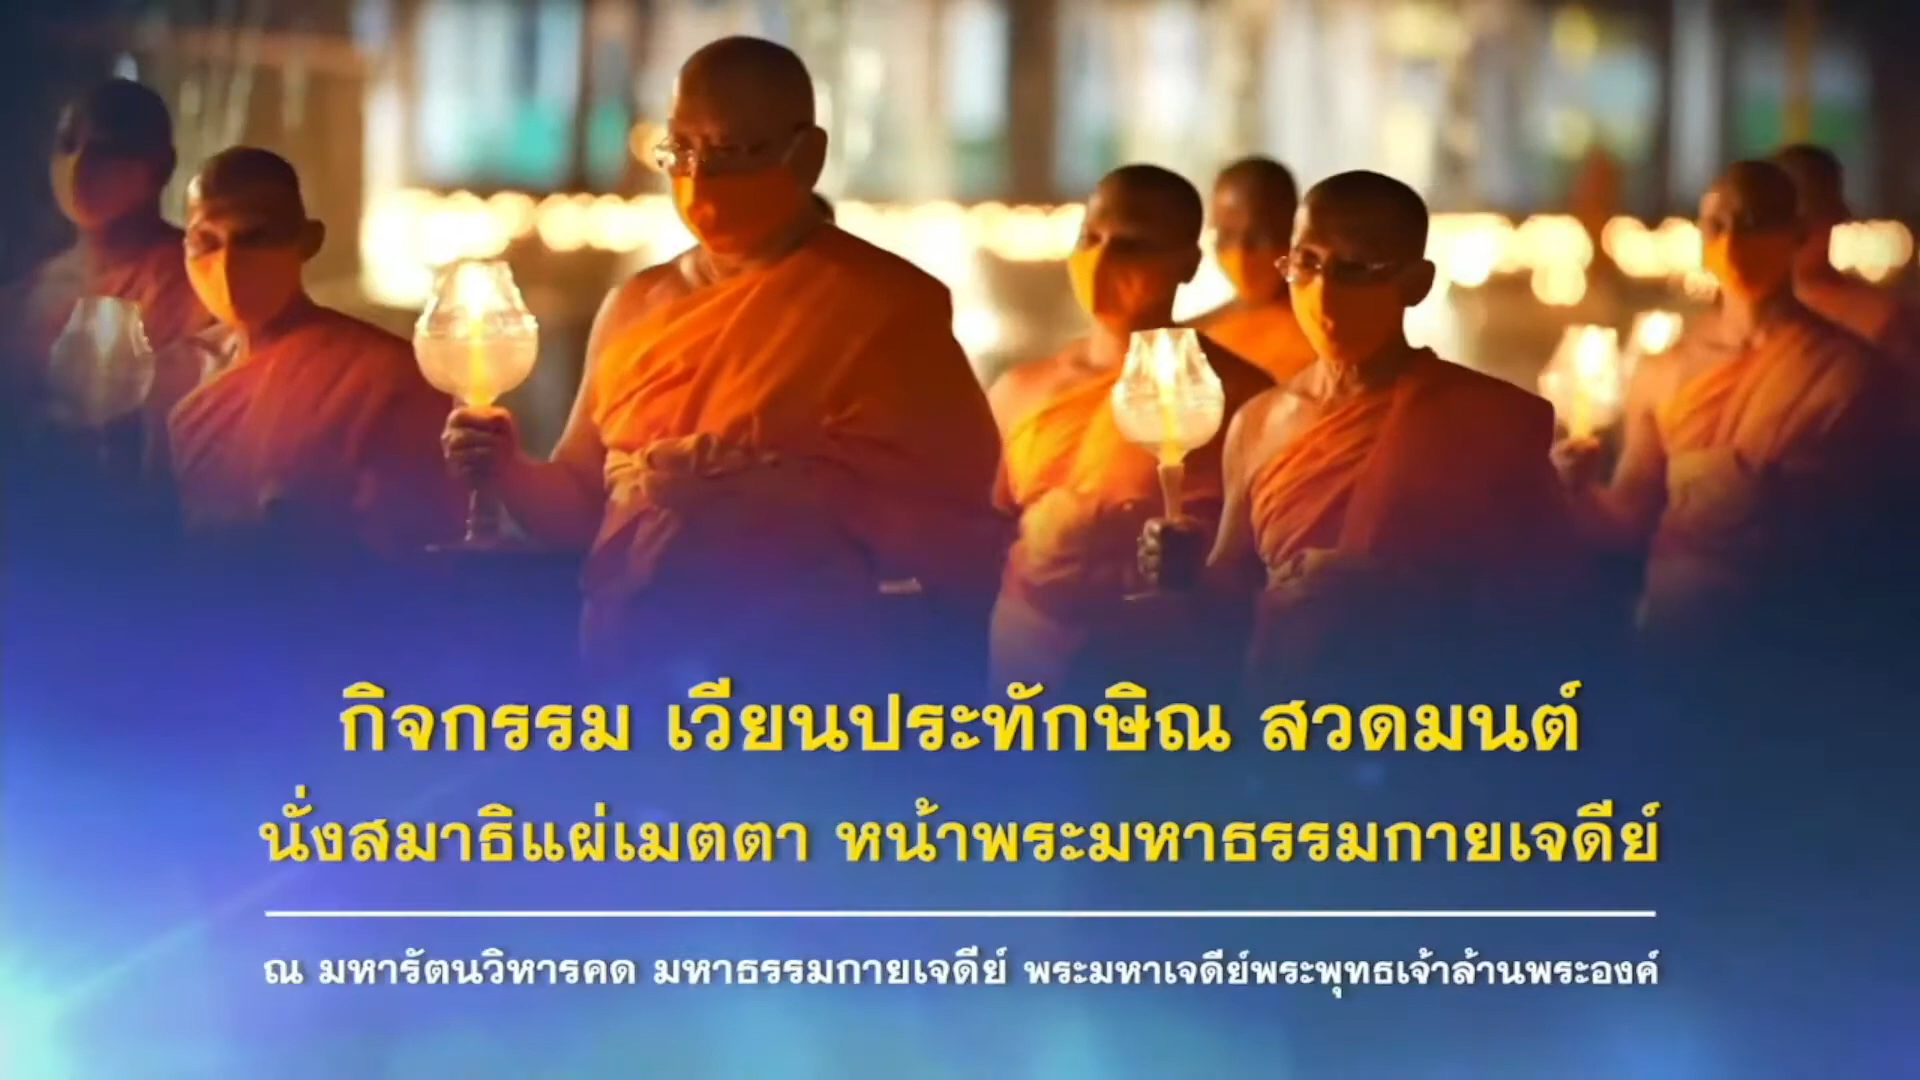 กิจกรรม เวียนประทักษิณ สวดมนต์
นั่งสมาธิแผ่เมตตา หน้าพระมหาธรรมกายเจดีย์
ณ มหารัตนวิหารคด มหาธรรมกายเจดีย์ พระมหาเจดีย์พระพุทธเจ้าล้านพระองค์